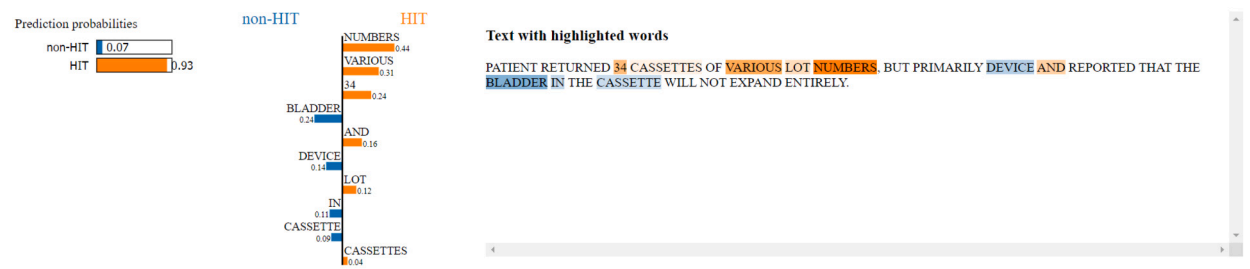 Prediction probabilities
non-HIT 0.07
HIT 0.93
non-HIT HIT
NUMBERS
0.44
VARIOUS
0.31
34
0.24
BLADDER
0.24
AND
0.16
DEVICE
0.14
LOT
0.12
IN
0.11
CASSETTE
0.09
CASSETTES
0.04
Text with highlighted words
PATIENT RETURNED 34 CASSETTES OF VARIOUS LOT NUMBERS, BUT PRIMARILY DEVICE AND REPORTED THAT THE
BLADDER IN THE CASSETTE WILL NOT EXPAND ENTIRELY.